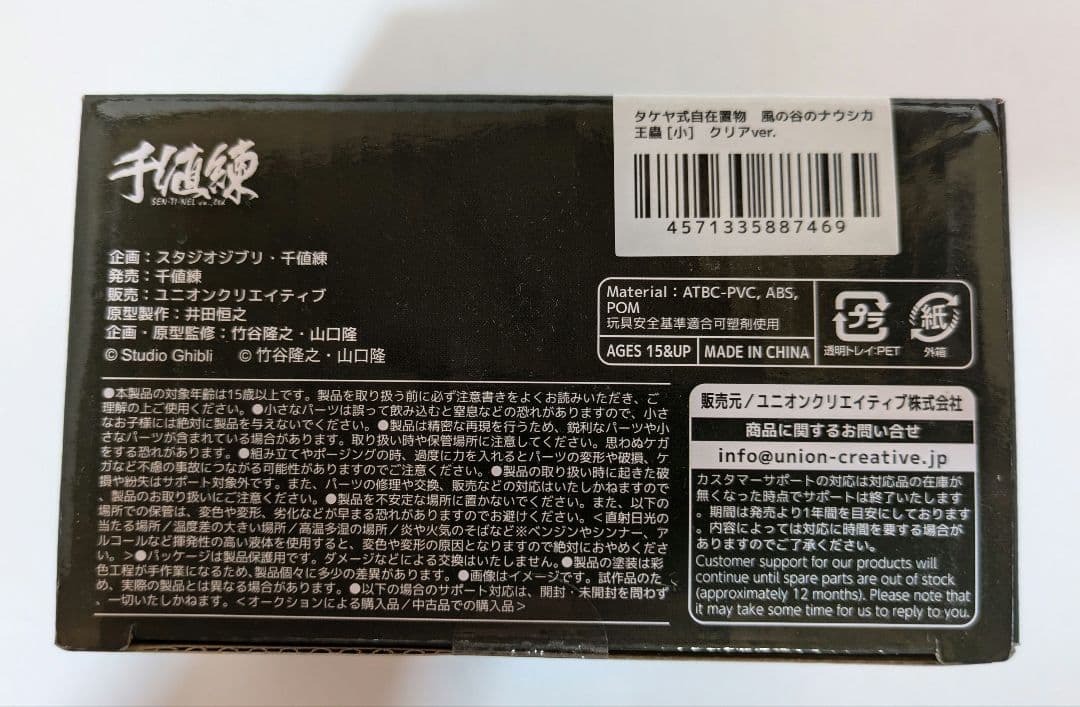 千値練
SEN-TI-NEL co., Ltd.
タケヤ式自在置物 風の谷のナウシカ
王蟲 [小] クリアver.
4571335887469
企画：スタジオジブリ・千値練
発売：千値練
販売：ユニオンクリエイティブ
原型製作：井田恒之
企画・原型監修：竹谷隆之・山口隆
© Studio Ghibli © 竹谷隆之・山口隆
Material：ATBC-PVC, ABS,
POM
玩具安全基準適合可塑剤使用
AGES 15&UP
MADE IN CHINA
プラ
透明トレイ:PET
紙
外箱
●本製品の対象年齢は15歳以上です。製品を取り扱う前に必ず注意書きをよくお読みいただき、ご
理解の上ご使用ください。●小さなパーツは誤って飲み込むと窒息などの恐れがありますので、小さ
なお子様には絶対に製品を与えないでください。●製品は精密な再現を行うため、鋭利なパーツや小
さなパーツが含まれている場合があります。取り扱い時や保管場所に注意してください。思わぬケガ
をする恐れがあります。●組み立てやポージングの時、過度に力を入れるとパーツの変形や破損、ケ
ガなど不慮の事故につながる可能性がありますのでご注意ください。●製品の取り扱い時に起きた破
損や紛失はサポート対象外です。また、パーツの修理や交換、販売などの対応はいたしかねますので
、製品のお取り扱いにご注意ください。●製品を不安定な場所に置かないでください。また、以下の
場所での保管は、変色や変形、劣化などが早まる恐れがありますのでお避けください。＜直射日光の
当たる場所／温度差の大きい場所／高温多湿の場所／炎や火気のそばなど※ベンジンやシンナー、ア
ルコールなど揮発性の高い液体を使用すると、変色や変形の原因となりますので絶対におやめくださ
い。＞●パッケージは製品保護用です。ダメージなどによる交換はいたしません。●製品の塗装は彩
色工程が手作業になるため、製品個々に多少の差異があります。●画像はイメージです。試作品のた
め、実際の製品とは異なる場合があります。●以下の場合のサポート対応は、開封・未開封を問わず
、一切いたしかねます。＜オークションによる購入品／中古品での購入品＞
販売元／ユニオンクリエイティブ株式会社
商品に関するお問い合せ
info@union-creative.jp
カスタマーサポートの対応は対応品の在庫が
無くなった時点でサポートは終了いたします
。期間は発売より1年間を目安にしております
。内容によっては対応に時間を要する場合が
ありますのでご了承ください。
Customer support for our products will
continue until spare parts are out of stock
(approximately 12 months). Please note that
it may take some time for us to reply to you.